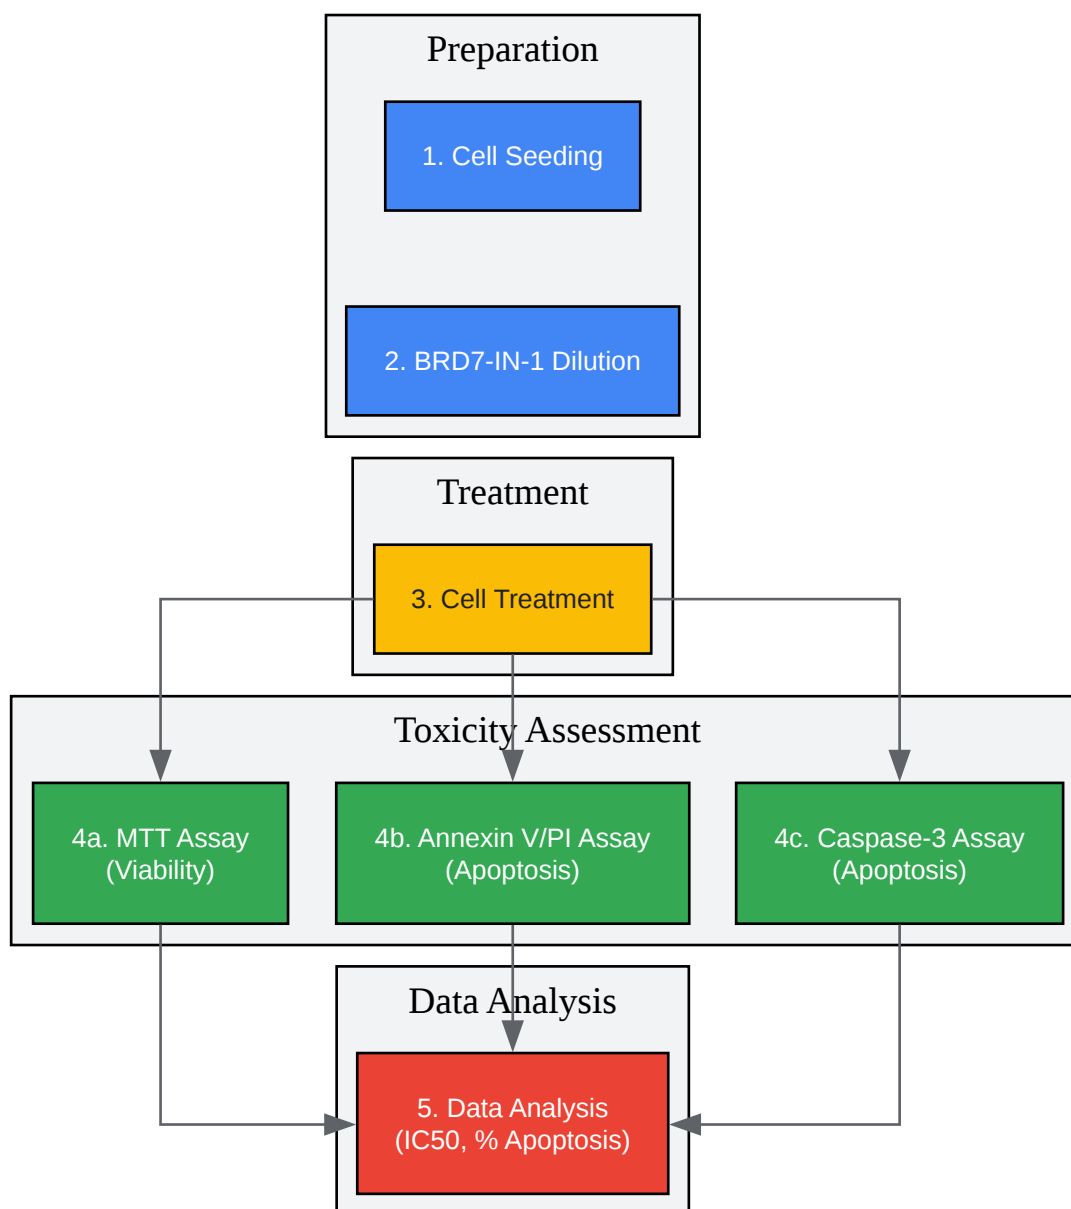 Preparation
1. Cell Seeding
2. BRD7-IN-1 Dilution
Treatment
3. Cell Treatment
Toxicity Assessment
4a. MTT Assay
(Viability)
4b. Annexin V/PI Assay
(Apoptosis)
4c. Caspase-3 Assay
(Apoptosis)
Data Analysis
5. Data Analysis
(IC50, % Apoptosis)